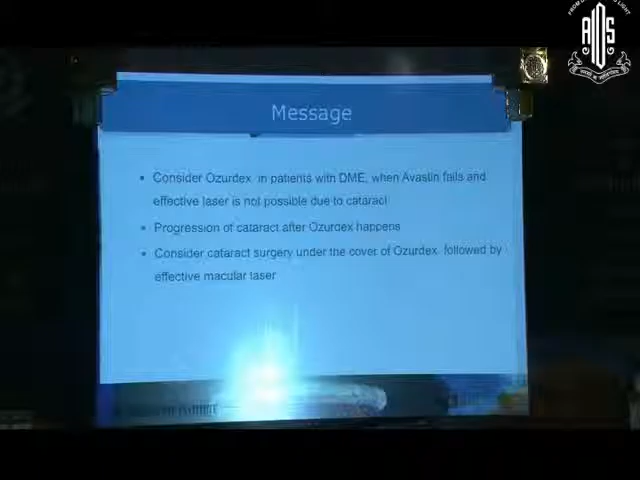 Message
• Consider Ozurdex in patients with DME, when Avastin fails and
effective laser is not possible due to cataract
• Progression of cataract after Ozurdex happens
• Consider cataract surgery under the cover of Ozurdex followed by
effective macular laser